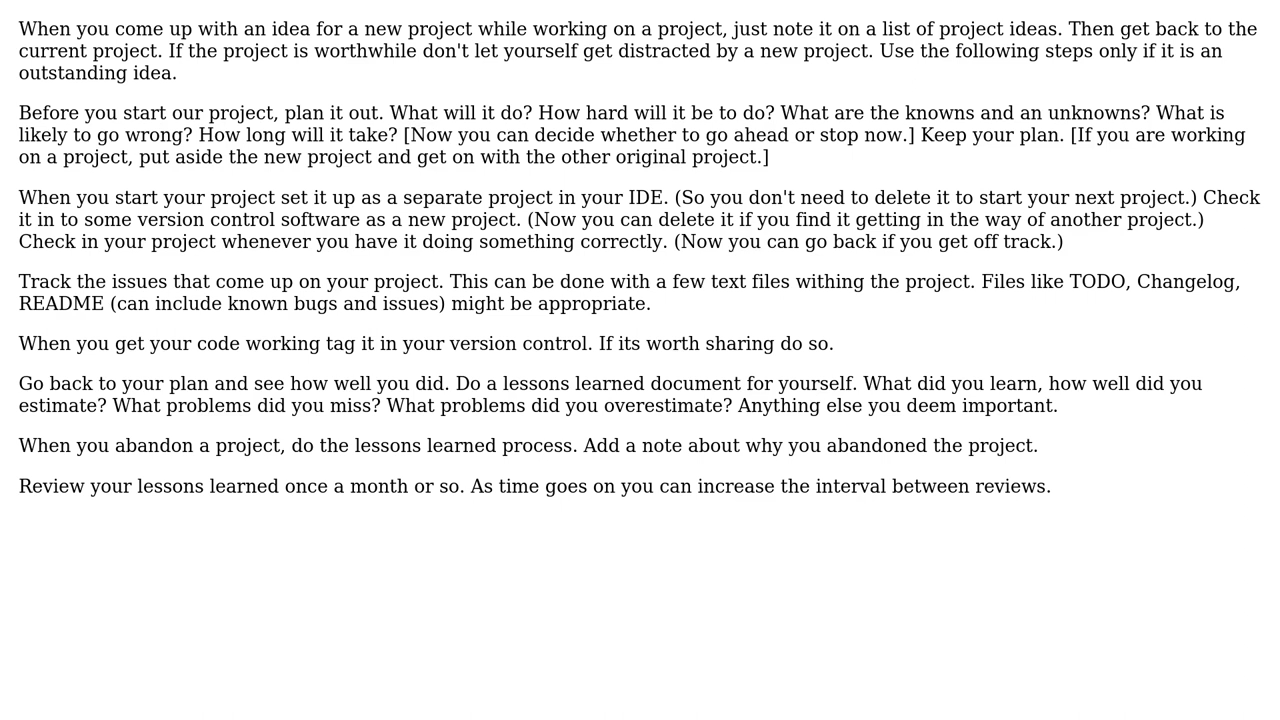 When you come up with an idea for a new project while working on a project, just note it on a list of project ideas. Then get back to the
current project. If the project is worthwhile don't let yourself get distracted by a new project. Use the following steps only if it is an
outstanding idea.
Before you start our project, plan it out. What will it do? How hard will it be to do? What are the knowns and an unknowns? What is
likely to go wrong? How long will it take? [Now you can decide whether to go ahead or stop now.] Keep your plan. [If you are working
on a project, put aside the new project and get on with the other original project.]
When you start your project set it up as a separate project in your IDE. (So you don't need to delete it to start your next project.) Check
it in to some version control software as a new project. (Now you can delete it if you find it getting in the way of another project.)
Check in your project whenever you have it doing something correctly. (Now you can go back if you get off track.)
Track the issues that come up on your project. This can be done with a few text files withing the project. Files like TODO, Changelog,
README (can include known bugs and issues) might be appropriate.
When you get your code working tag it in your version control. If its worth sharing do so.
Go back to your plan and see how well you did. Do a lessons learned document for yourself. What did you learn, how well did you
estimate? What problems did you miss? What problems did you overestimate? Anything else you deem important.
When you abandon a project, do the lessons learned process. Add a note about why you abandoned the project.
Review your lessons learned once a month or so. As time goes on you can increase the interval between reviews.